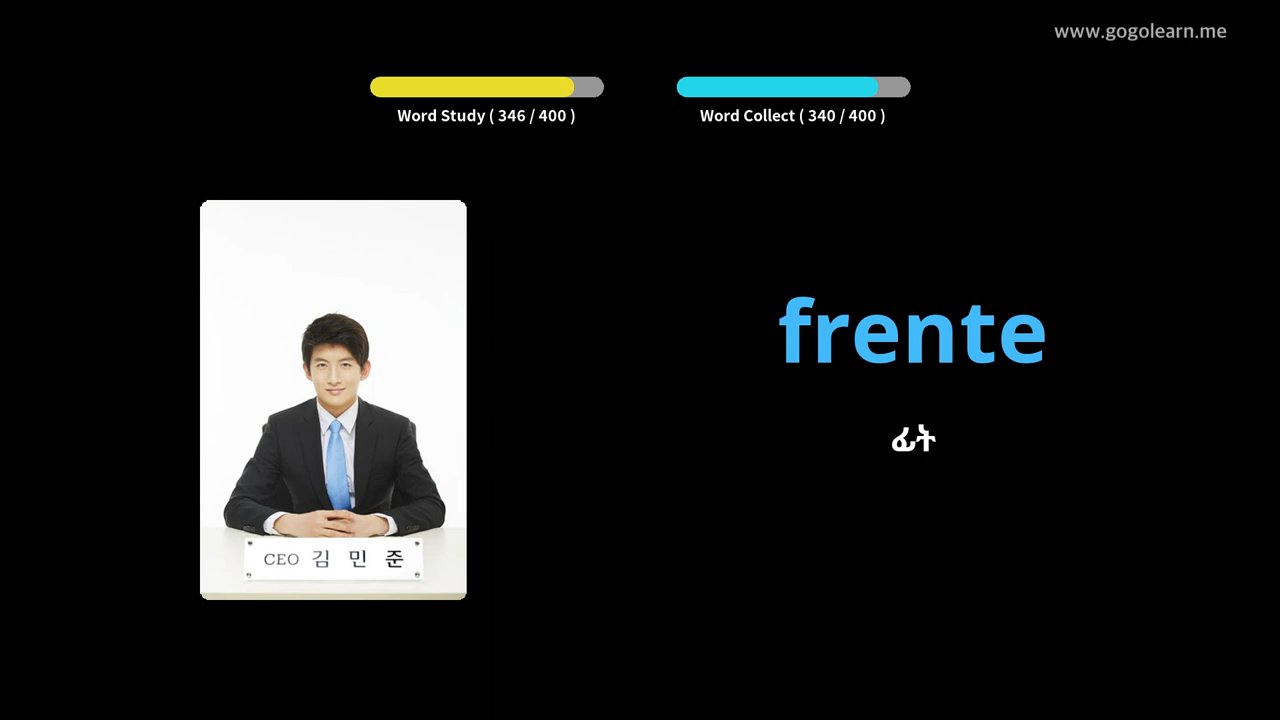 www.gogolearn.me
Word Study ( 346 / 400 )
Word Collect ( 340 / 400 )
frente
ፊት
CEO 김 민 준